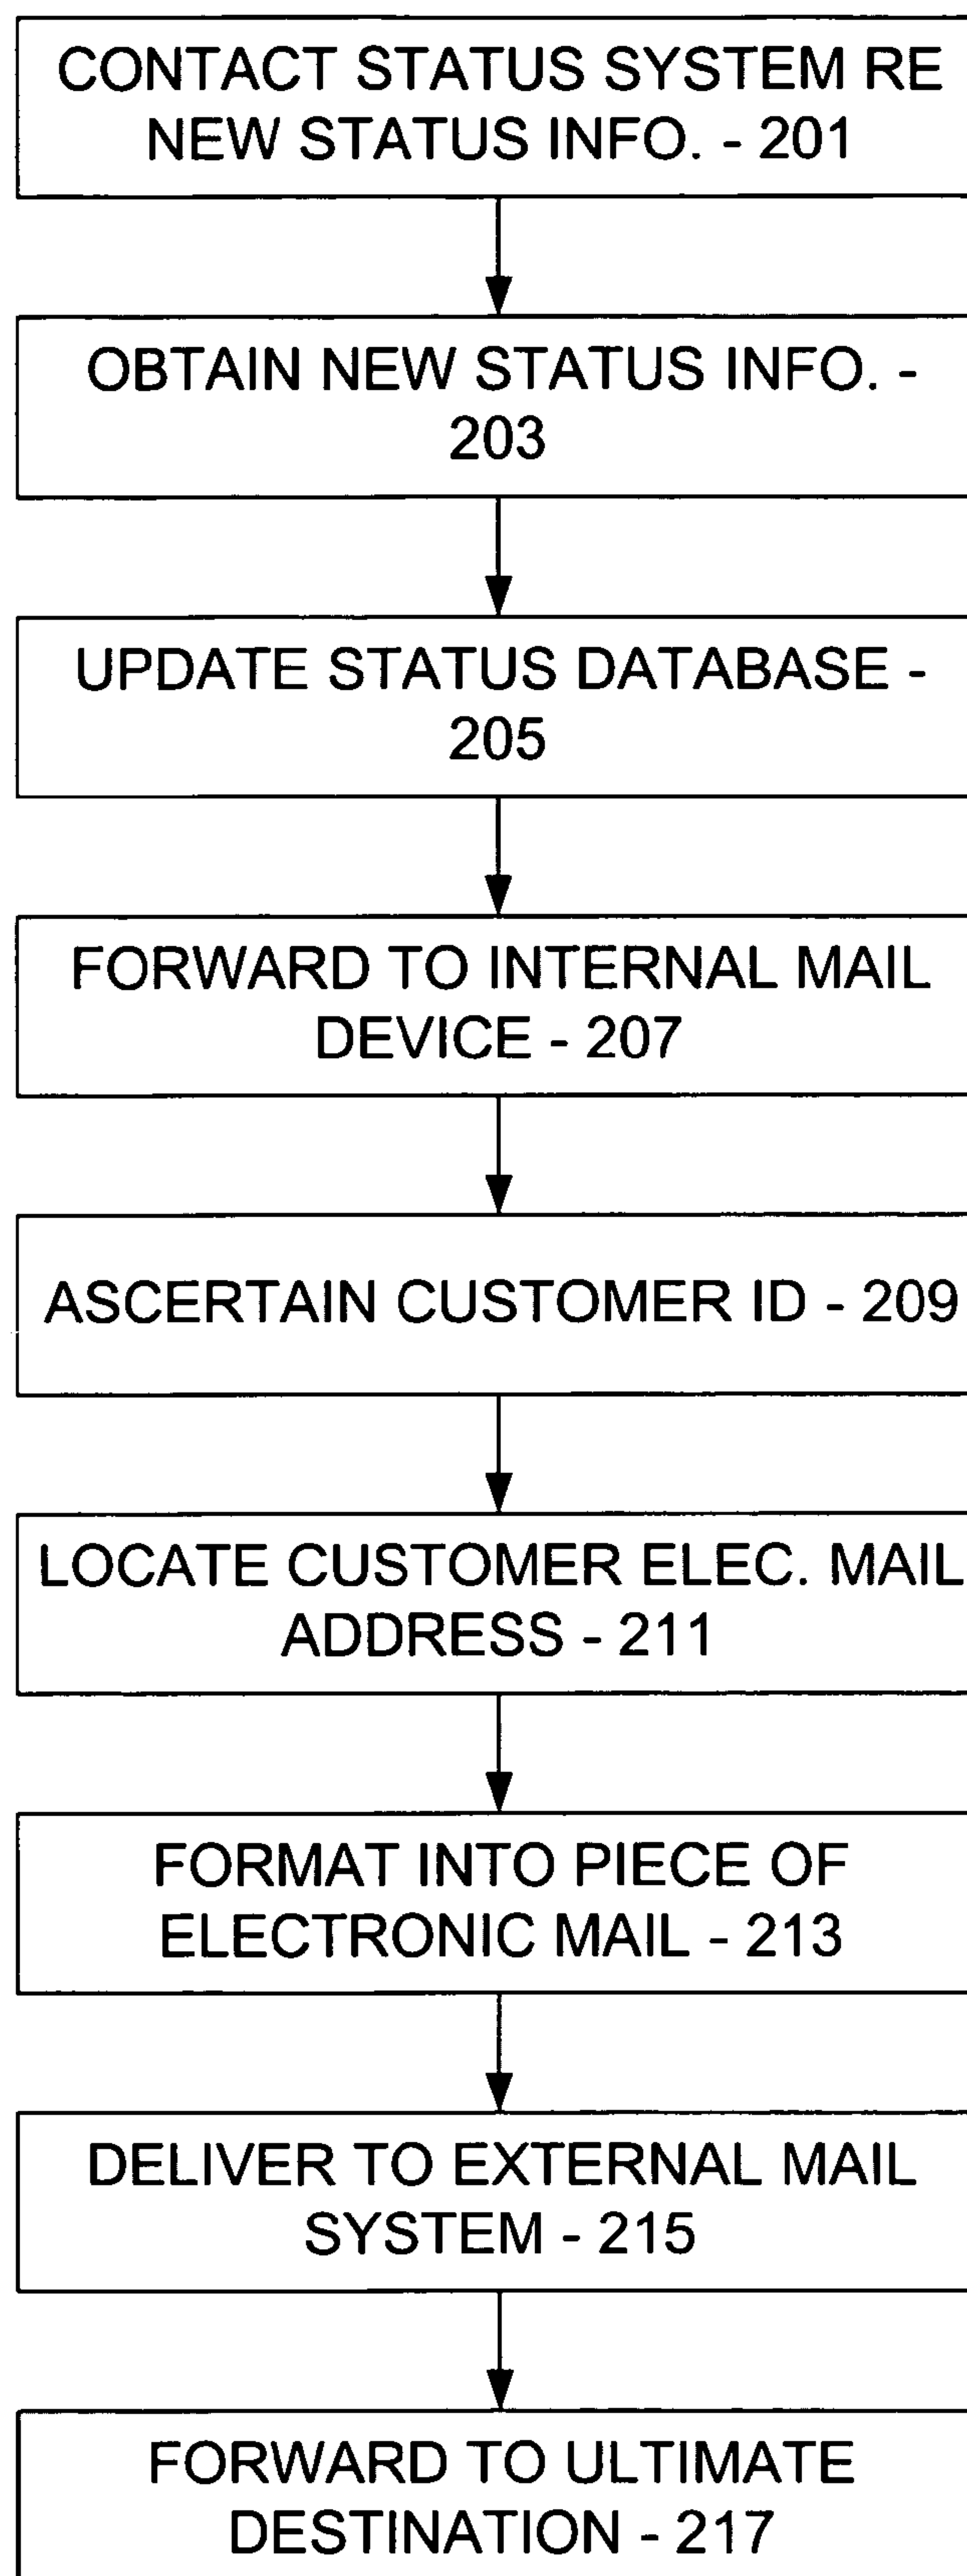 CONTACT STATUS SYSTEM RE
NEW STATUS INFO. - 201
OBTAIN NEW STATUS INFO. -
203
UPDATE STATUS DATABASE -
205
FORWARD TO INTERNAL MAIL
DEVICE - 207
ASCERTAIN CUSTOMER ID - 209
LOCATE CUSTOMER ELEC. MAIL
ADDRESS - 211
FORMAT INTO PIECE OF
ELECTRONIC MAIL - 213
DELIVER TO EXTERNAL MAIL
SYSTEM - 215
FORWARD TO ULTIMATE
DESTINATION - 217